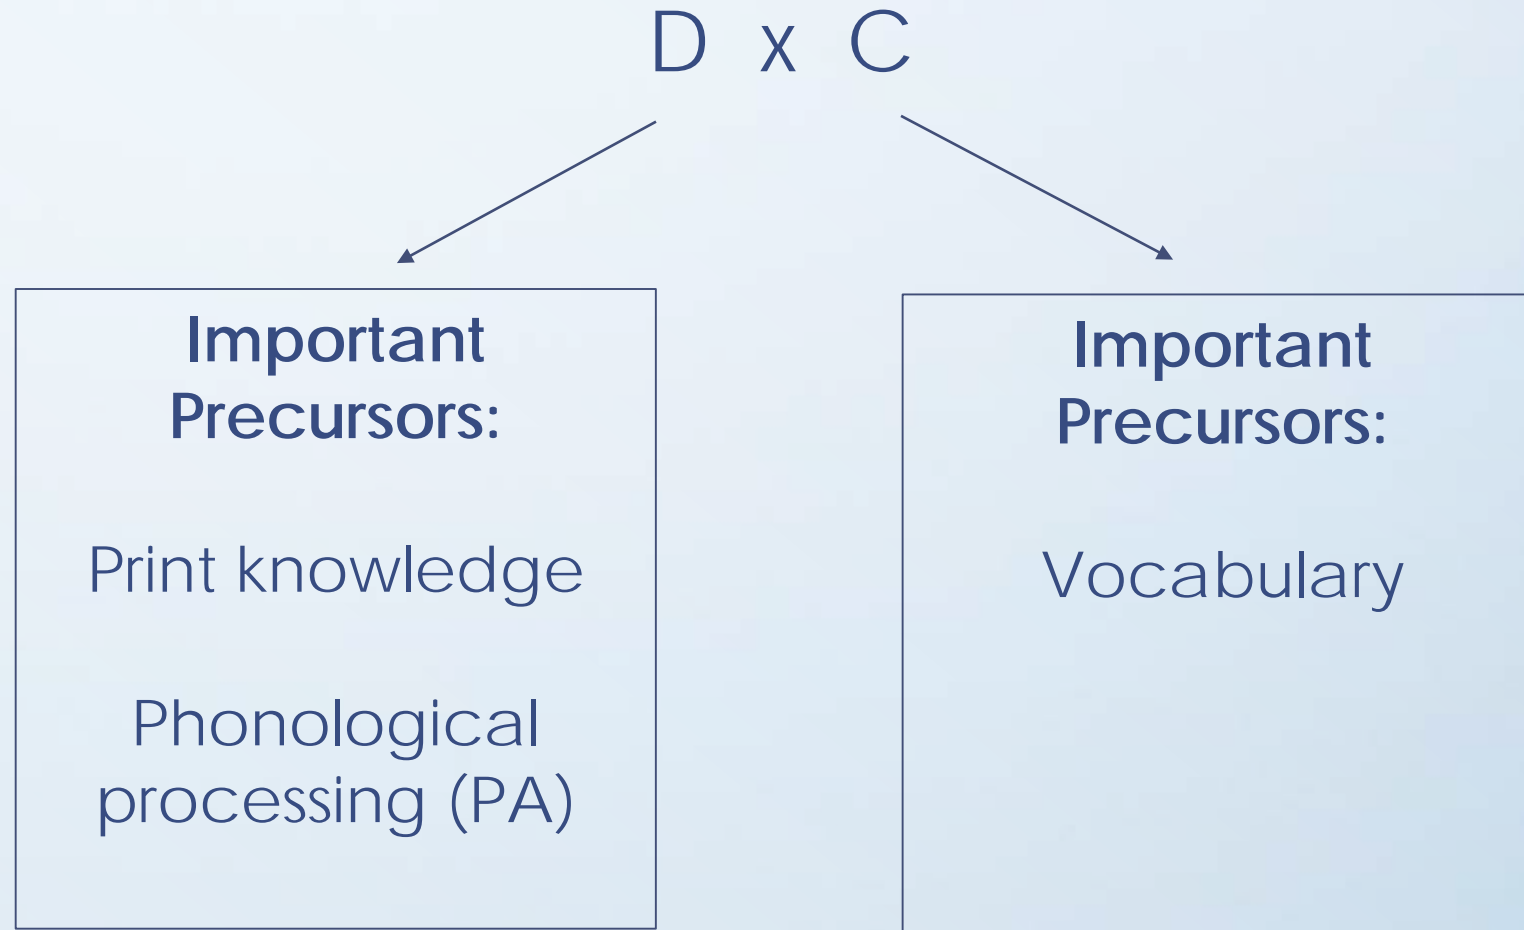 D x C
Important
Precursors:
Print knowledge
Phonological
processing (PA)
Important
Precursors:
Vocabulary